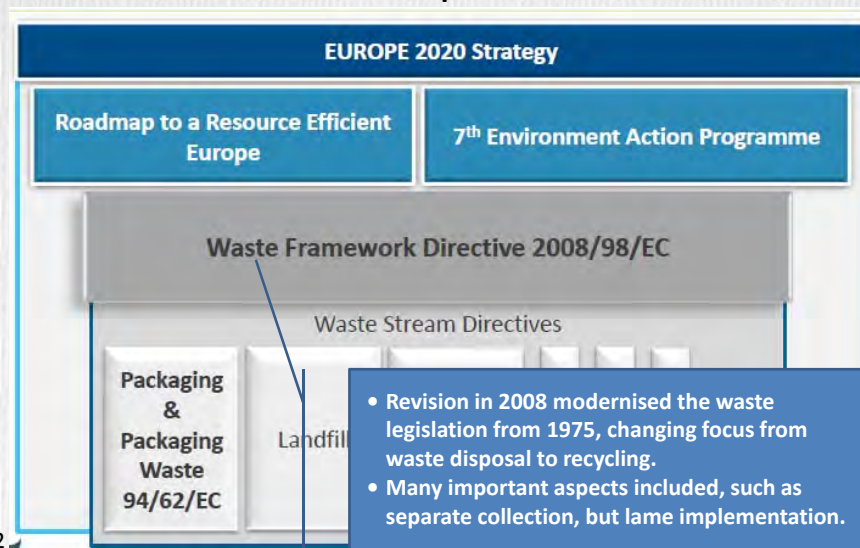 EUROPE 2020 Strategy
Roadmap to a Resource Efficient
Europe
7th Environment Action Programme
Waste Framework Directive 2008/98/EC
Waste Stream Directives
Packaging
&
Packaging
Waste
94/62/EC
Landfill
• Revision in 2008 modernised the waste
legislation from 1975, changing focus from
waste disposal to recycling.
• Many important aspects included, such as
separate collection, but lame implementation.
2